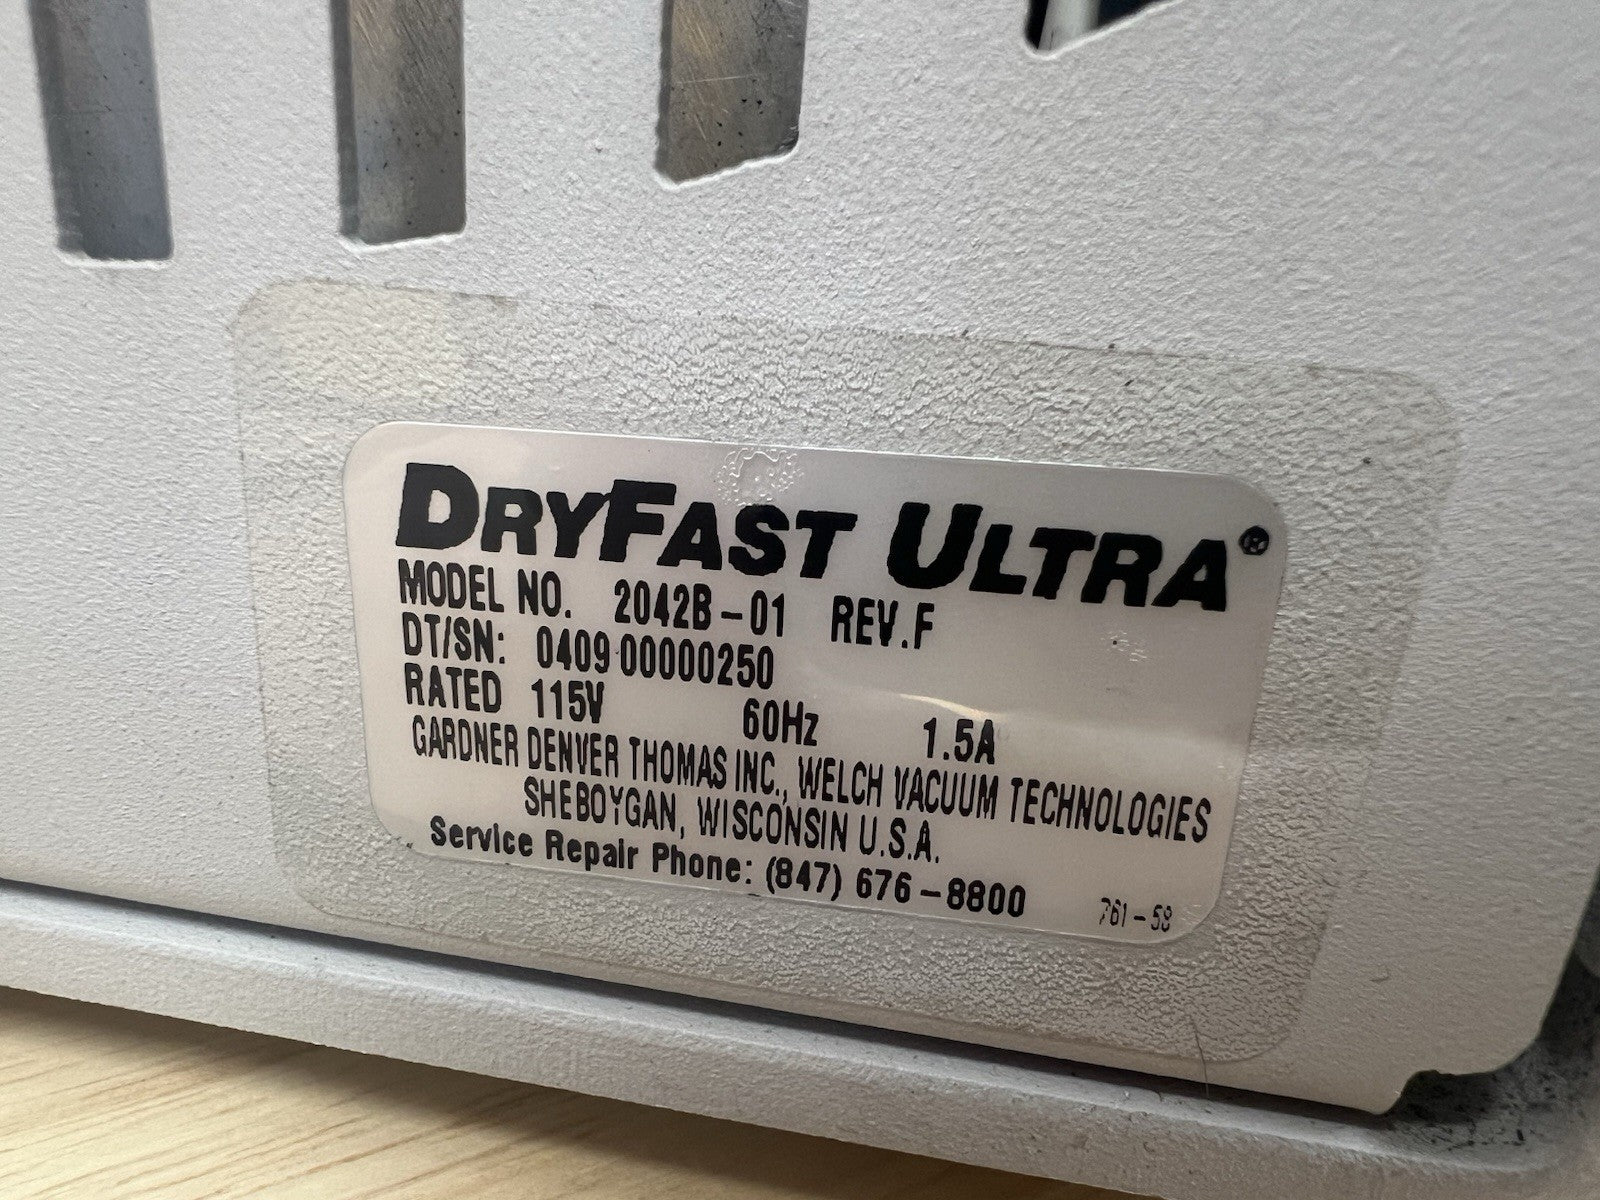 DRYFAST ULTRA®
MODEL NO. 2042B-01 REV.F
DT/SN: 0409 00000250
RATED 115V 60Hz 1.5A
GARDNER DENVER THOMAS INC., WELCH VACUUM TECHNOLOGIES
SHEBOYGAN, WISCONSIN U.S.A.
Service Repair Phone: (847) 676-8800
761-58